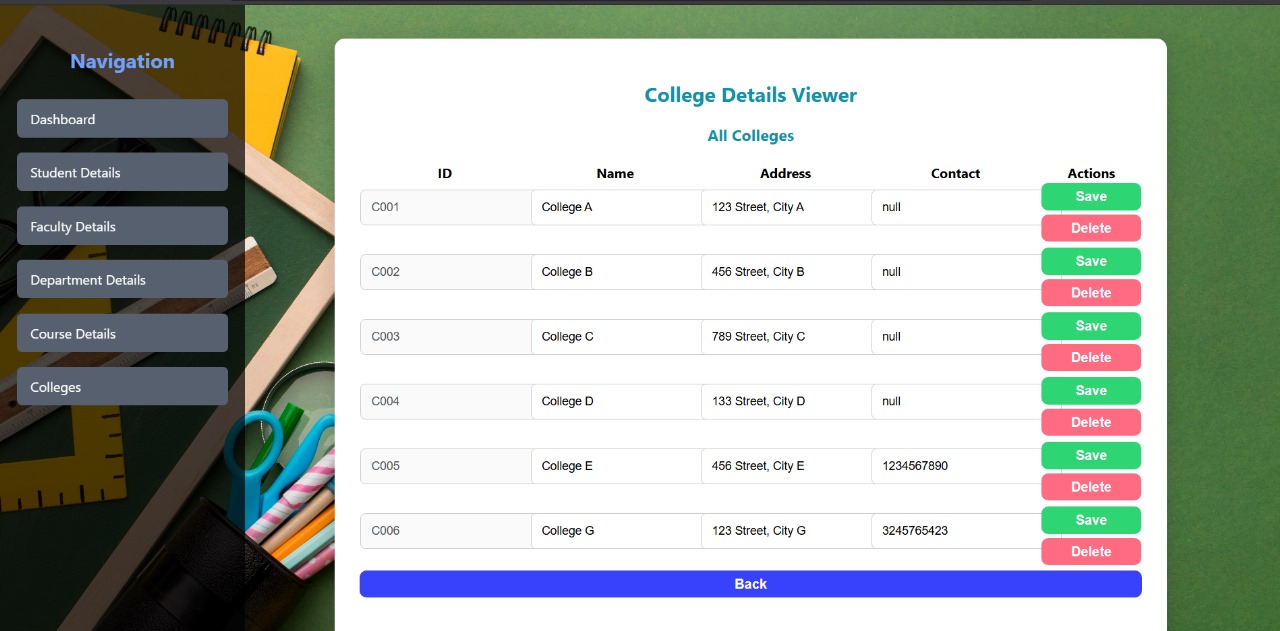 Navigation
Dashboard
Student Details
Faculty Details
Department Details
Course Details
Colleges
College Details Viewer
All Colleges
ID Name Address Contact Actions
C001 College A 123 Street, City A null Save
Delete
C002 College B 456 Street, City B null Save
Delete
C003 College C 789 Street, City C null Save
Delete
C004 College D 133 Street, City D null Save
Delete
C005 College E 456 Street, City E 1234567890 Save
Delete
C006 College G 123 Street, City G 3245765423 Save
Delete
Back